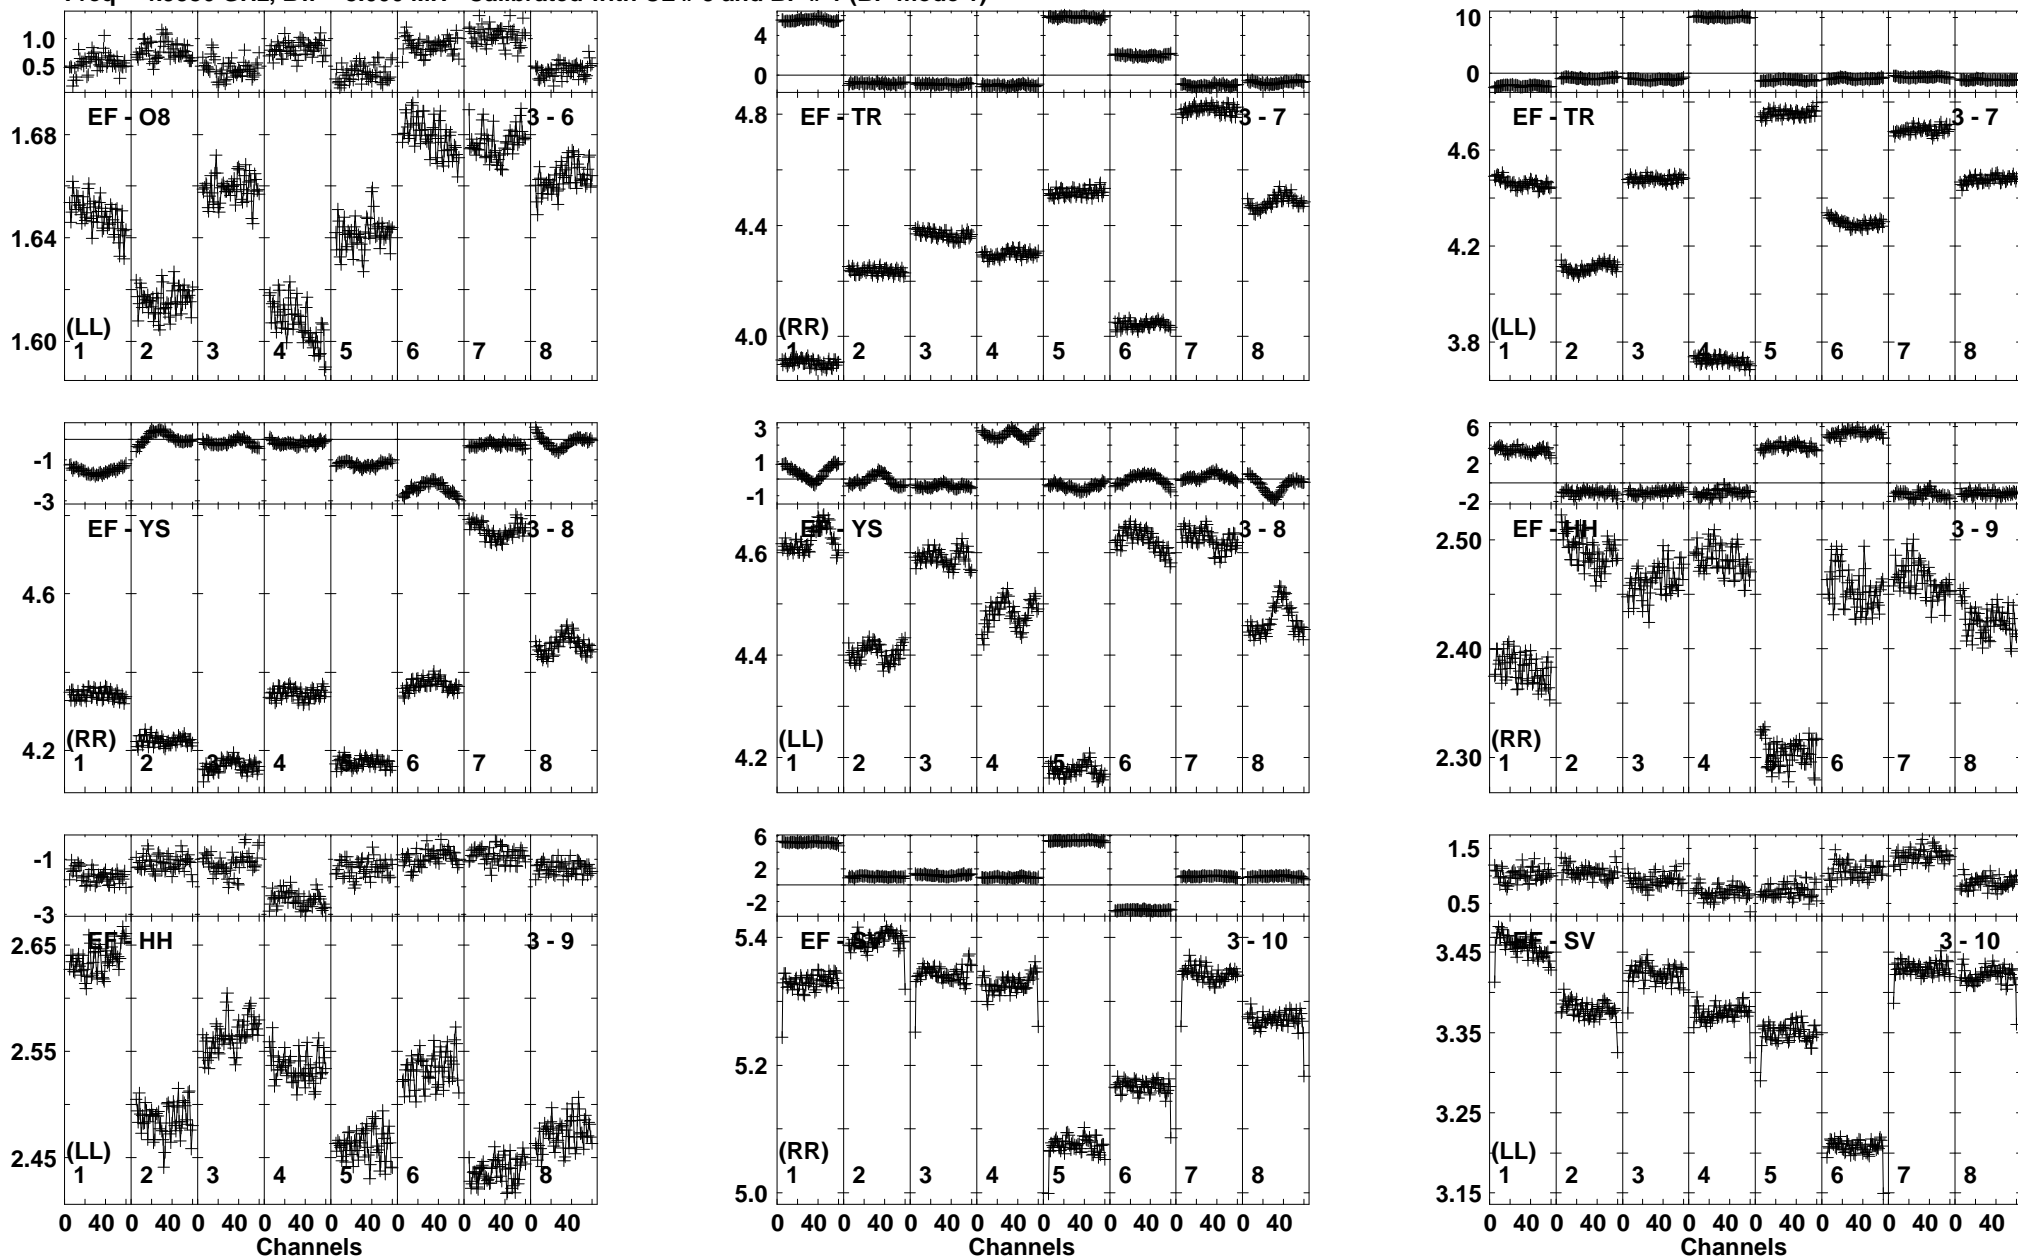 1.0 0.5 EF - O8 3 - 6 1.68 1.64 1.60 (LL) 1 2 3 4 5 6 7 8
4 0 EF - TR 3 - 7 4.8 4.4 4.0 (RR) 1 2 3 4 5 6 7 8
10 0 EF - TR 3 - 7 4.6 4.2 3.8 (LL) 1 2 3 4 5 6 7 8
-1 -3 EF - YS 3 - 8 4.6 4.2 (RR) 1 2 3 4 5 6 7 8
3 1 -1 EF - YS 3 - 8 4.6 4.4 4.2 (LL) 1 2 3 4 5 6 7 8
6 2 -2 EF - HH 3 - 9 2.50 2.40 2.30 (RR) 1 2 3 4 5 6 7 8
-1 -3 EF - HH 3 - 9 2.65 2.55 2.45 (LL) 1 2 3 4 5 6 7 8
0 40 0 40 0 40 0 40 0 40 0 40 0 40 0 40
Channels
6 2 -2 EF - SV 3 - 10 5.4 5.2 5.0 (RR) 1 2 3 4 5 6 7 8
0 40 0 40 0 40 0 40 0 40 0 40 0 40 0 40
Channels
1.5 0.5 EF - SV 3 - 10 3.45 3.35 3.25 3.15 (LL) 1 2 3 4 5 6 7 8
0 40 0 40 0 40 0 40 0 40 0 40 0 40 0 40
Channels